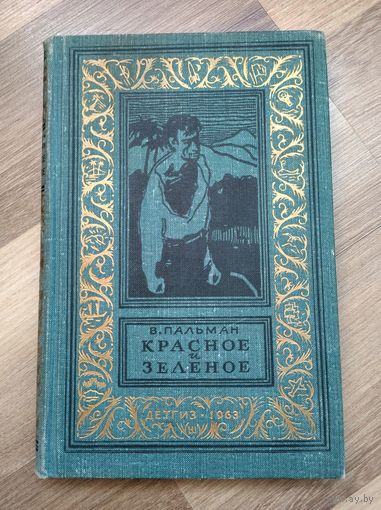 В. ПАЛЬМАН
КРАСНОЕ
и
ЗЕЛЕНОЕ
ДЕТГИЗ · 1963